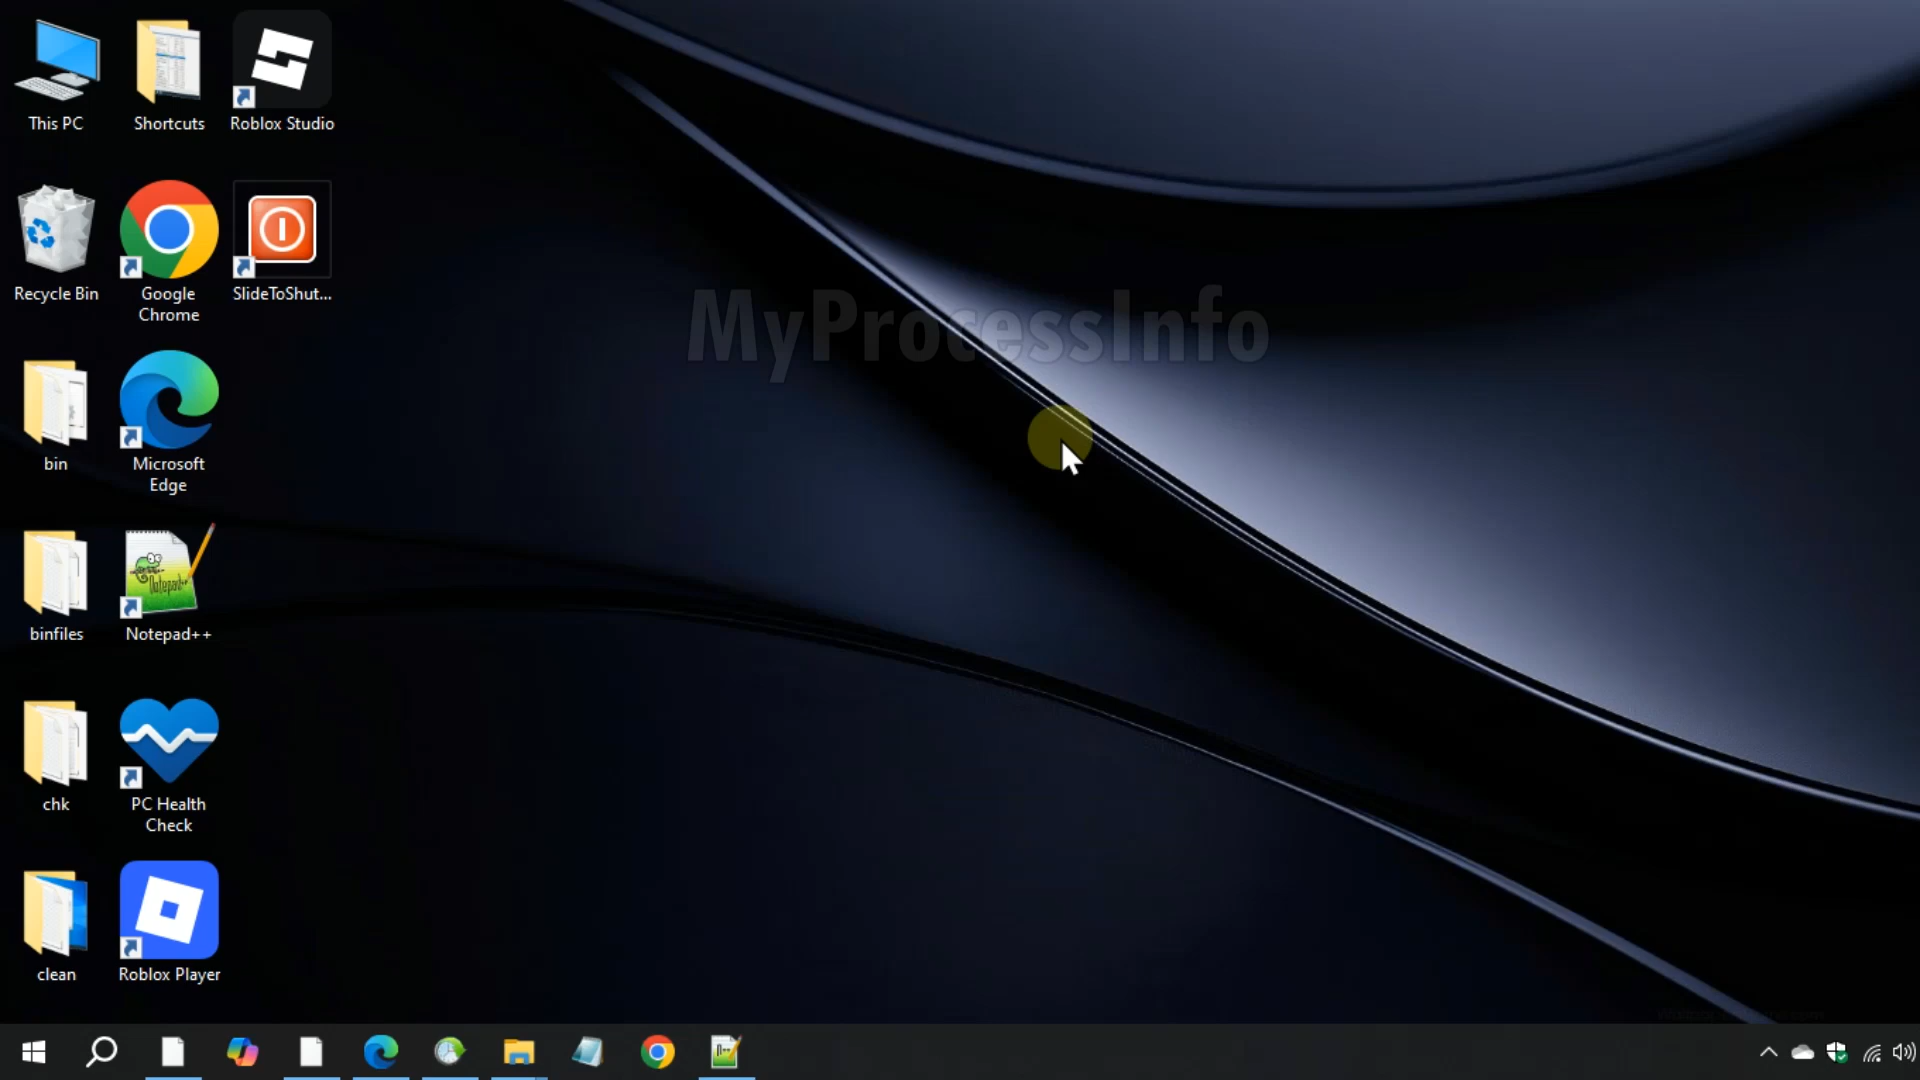 This PC
Shortcuts
Roblox Studio
Recycle Bin
Google
Chrome
SlideToShut...
MyProcessInfo
bin
Microsoft
Edge
binfiles
Notepad++
chk
PC Health
Check
clean
Roblox Player